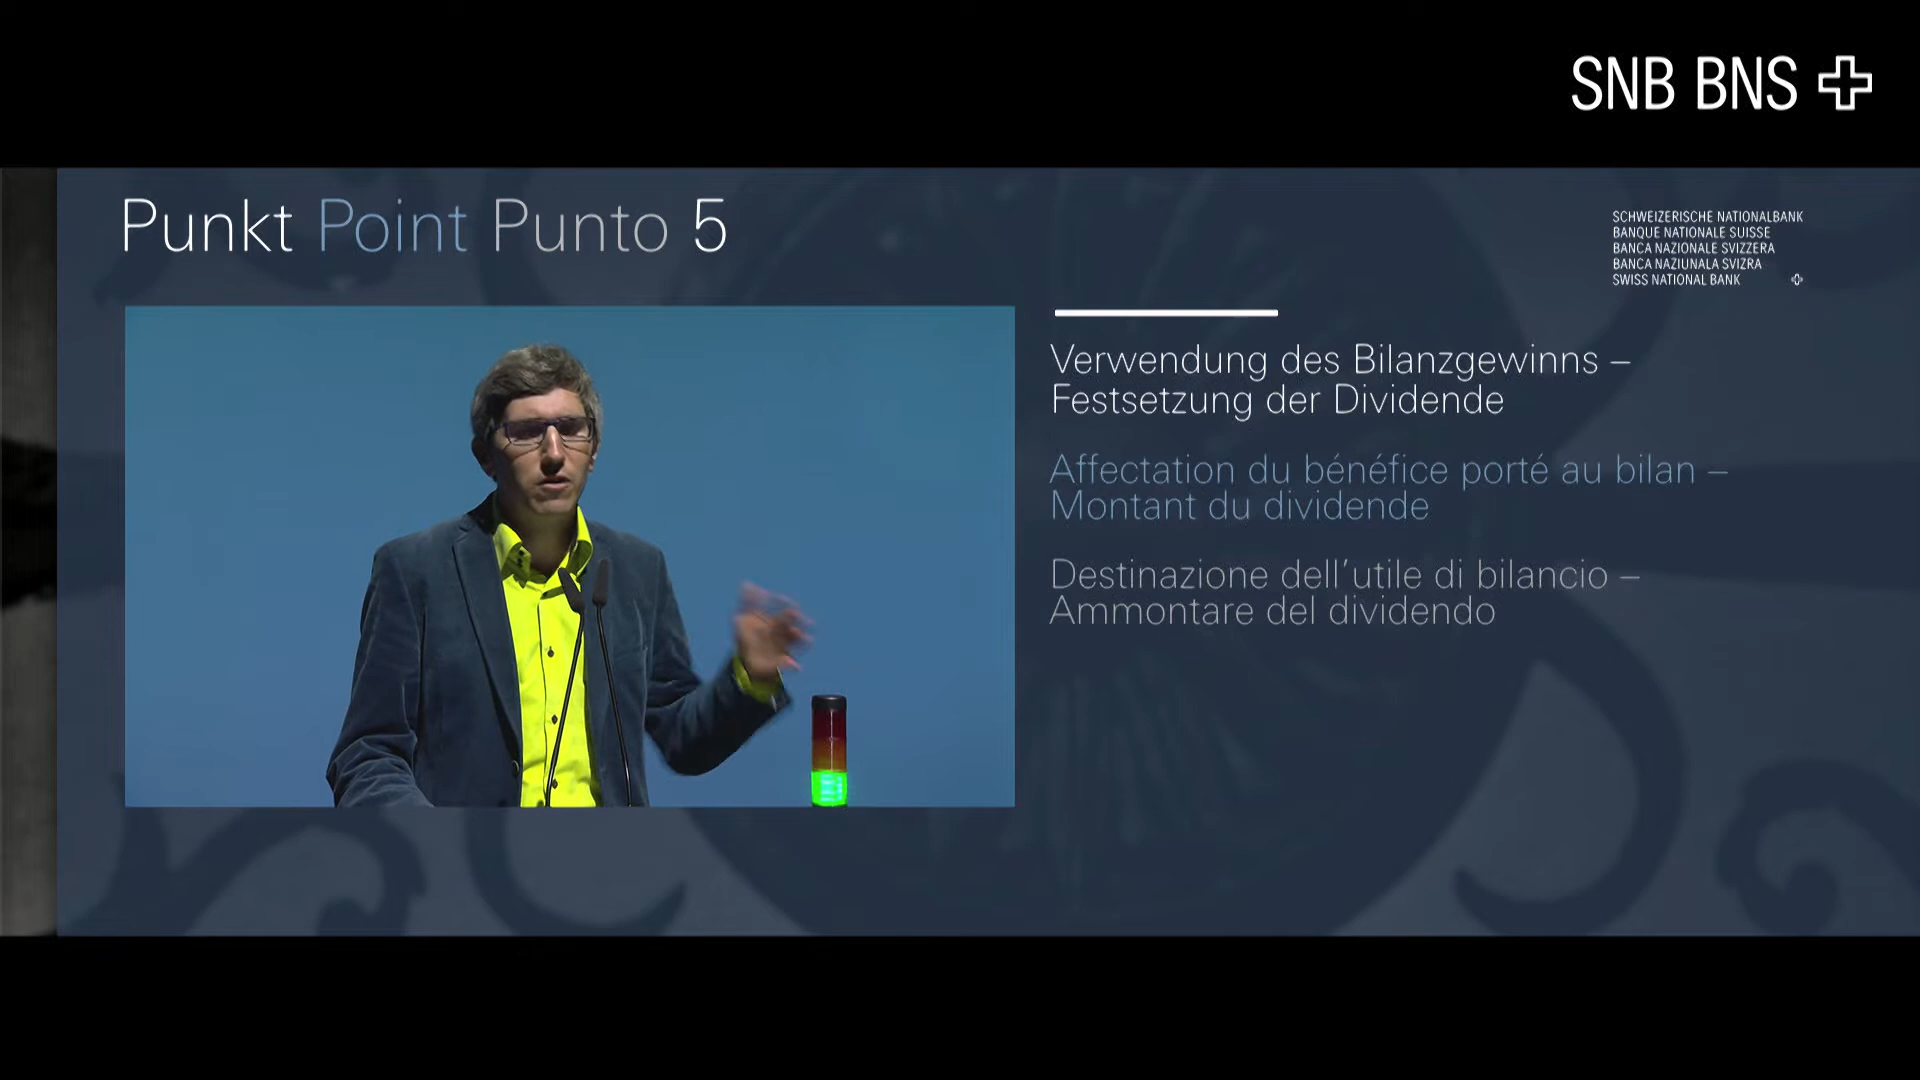 SNB BNS
Punkt Point Punto 5
SCHWEIZERISCHE NATIONALBANK
BANQUE NATIONALE SUISSE
BANCA NAZIONALE SVIZZERA
BANCA NAZIUNALA SVIZRA
SWISS NATIONAL BANK
Verwendung des Bilanzgewinns –
Festsetzung der Dividende
Affectation du bénéfice porté au bilan –
Montant du dividende
Destinazione dell’utile di bilancio –
Ammontare del dividendo